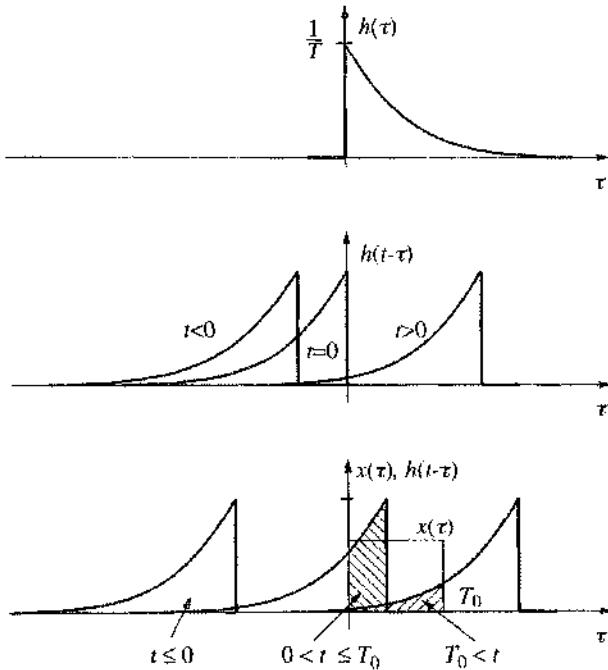 1/T
h(τ)
τ
h(t-τ)
t<0
t=0
t>0
τ
x(τ), h(t-τ)
x(τ)
T₀
τ
t ≤ 0
0 < t ≤ T₀
T₀ < t